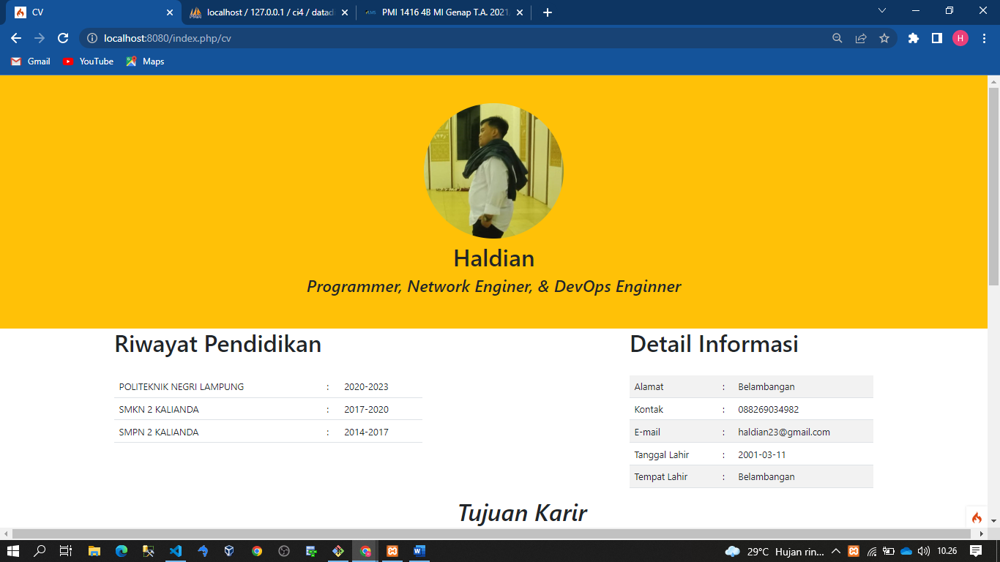 CV
localhost / 127.0.0.1 / ci4 / datad
PMI 1416 4B MI Genap T.A. 2021
localhost:8080/index.php/cv
H
Gmail
YouTube
Maps
Haldian
Programmer, Network Enginer, & DevOps Enginner
Riwayat Pendidikan
POLITEKNIK NEGRI LAMPUNG : 2020-2023
SMKN 2 KALIANDA : 2017-2020
SMPN 2 KALIANDA : 2014-2017
Detail Informasi
Alamat : Belambangan
Kontak : 088269034982
E-mail : haldian23@gmail.com
Tanggal Lahir : 2001-03-11
Tempat Lahir : Belambangan
Tujuan Karir
29°C Hujan rin...
10.26